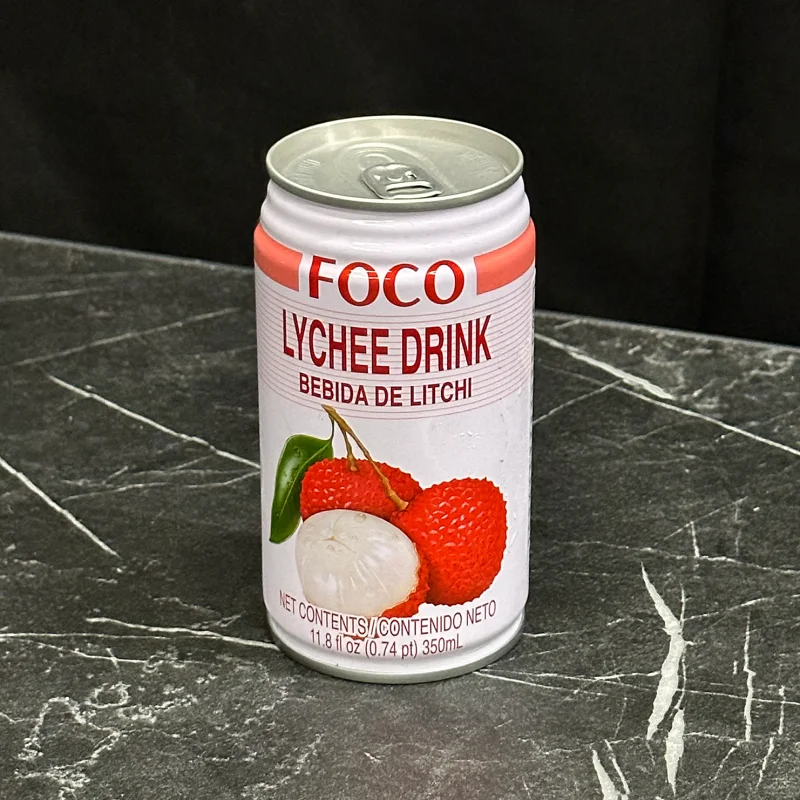 FOCO
LYCHEE DRINK
BEBIDA DE LITCHI
NET CONTENTS/CONTENIDO NETO
11.8 fl oz (0.74 pt) 350mL